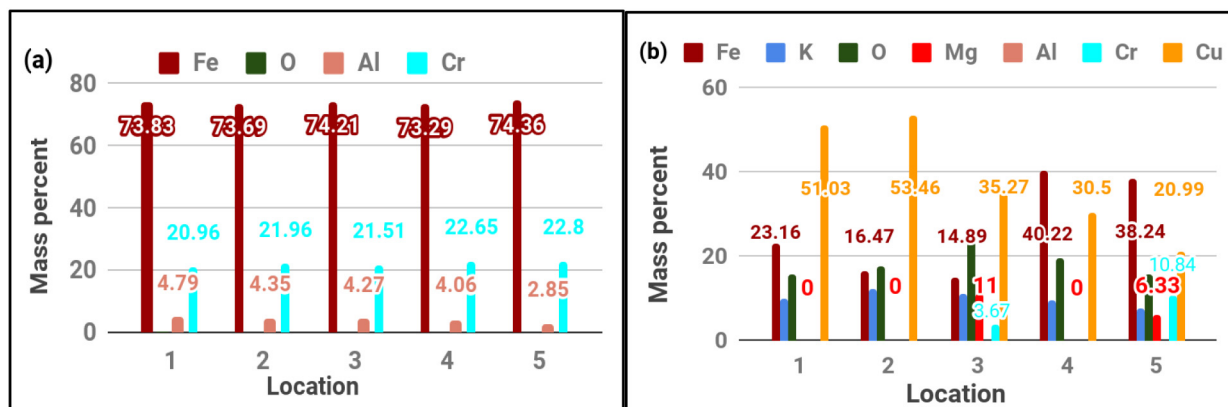 (a)
Fe O Al Cr
Mass percent
80
60
40
20
0
73.83 73.69 74.21 73.29 74.36
20.96 21.96 21.51 22.65 22.8
4.79 4.35 4.27 4.06 2.85
1 2 3 4 5
Location
(b)
Fe K O Mg Al Cr Cu
Mass percent
60
40
20
0
51.03 53.46 35.27 30.5 20.99
23.16 16.47 14.89 40.22 38.24
0 0 11 0 6.33
3.67 10.84
1 2 3 4 5
Location